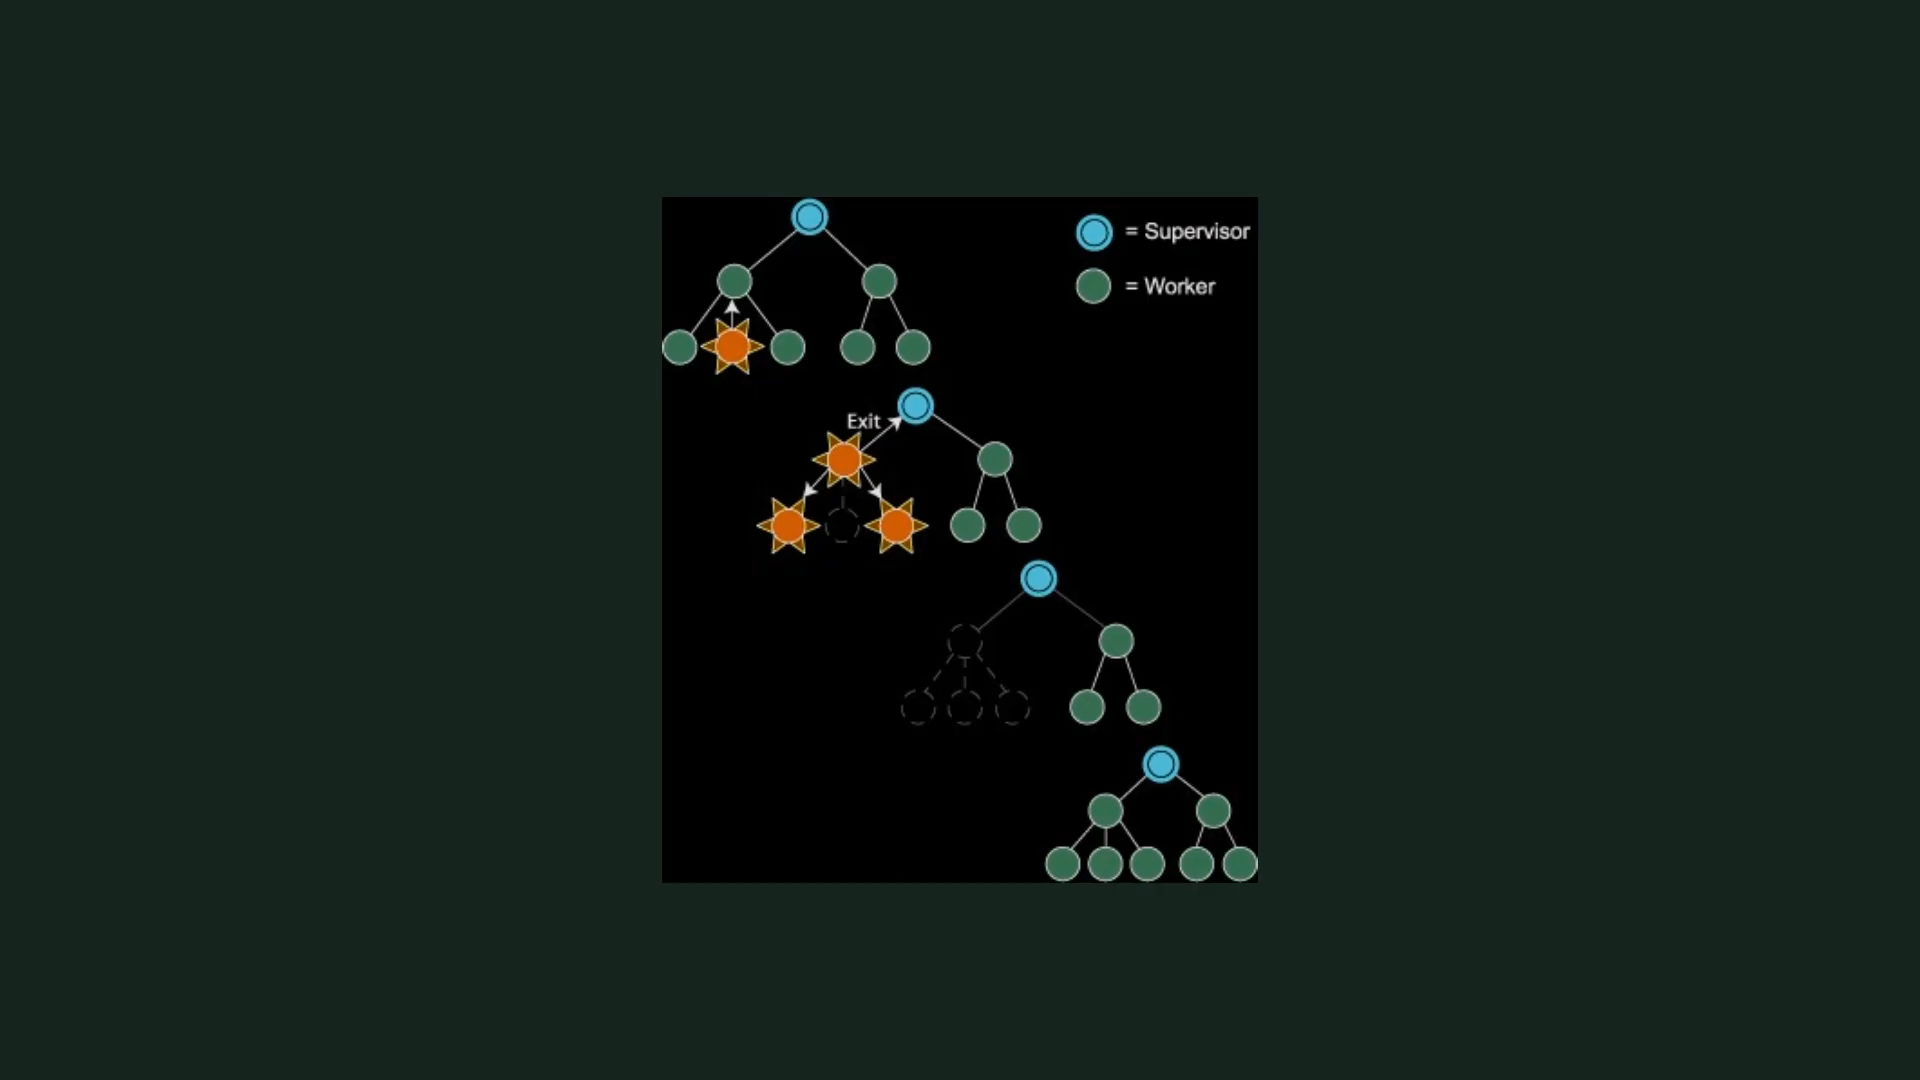 = Supervisor
= Worker
Exit